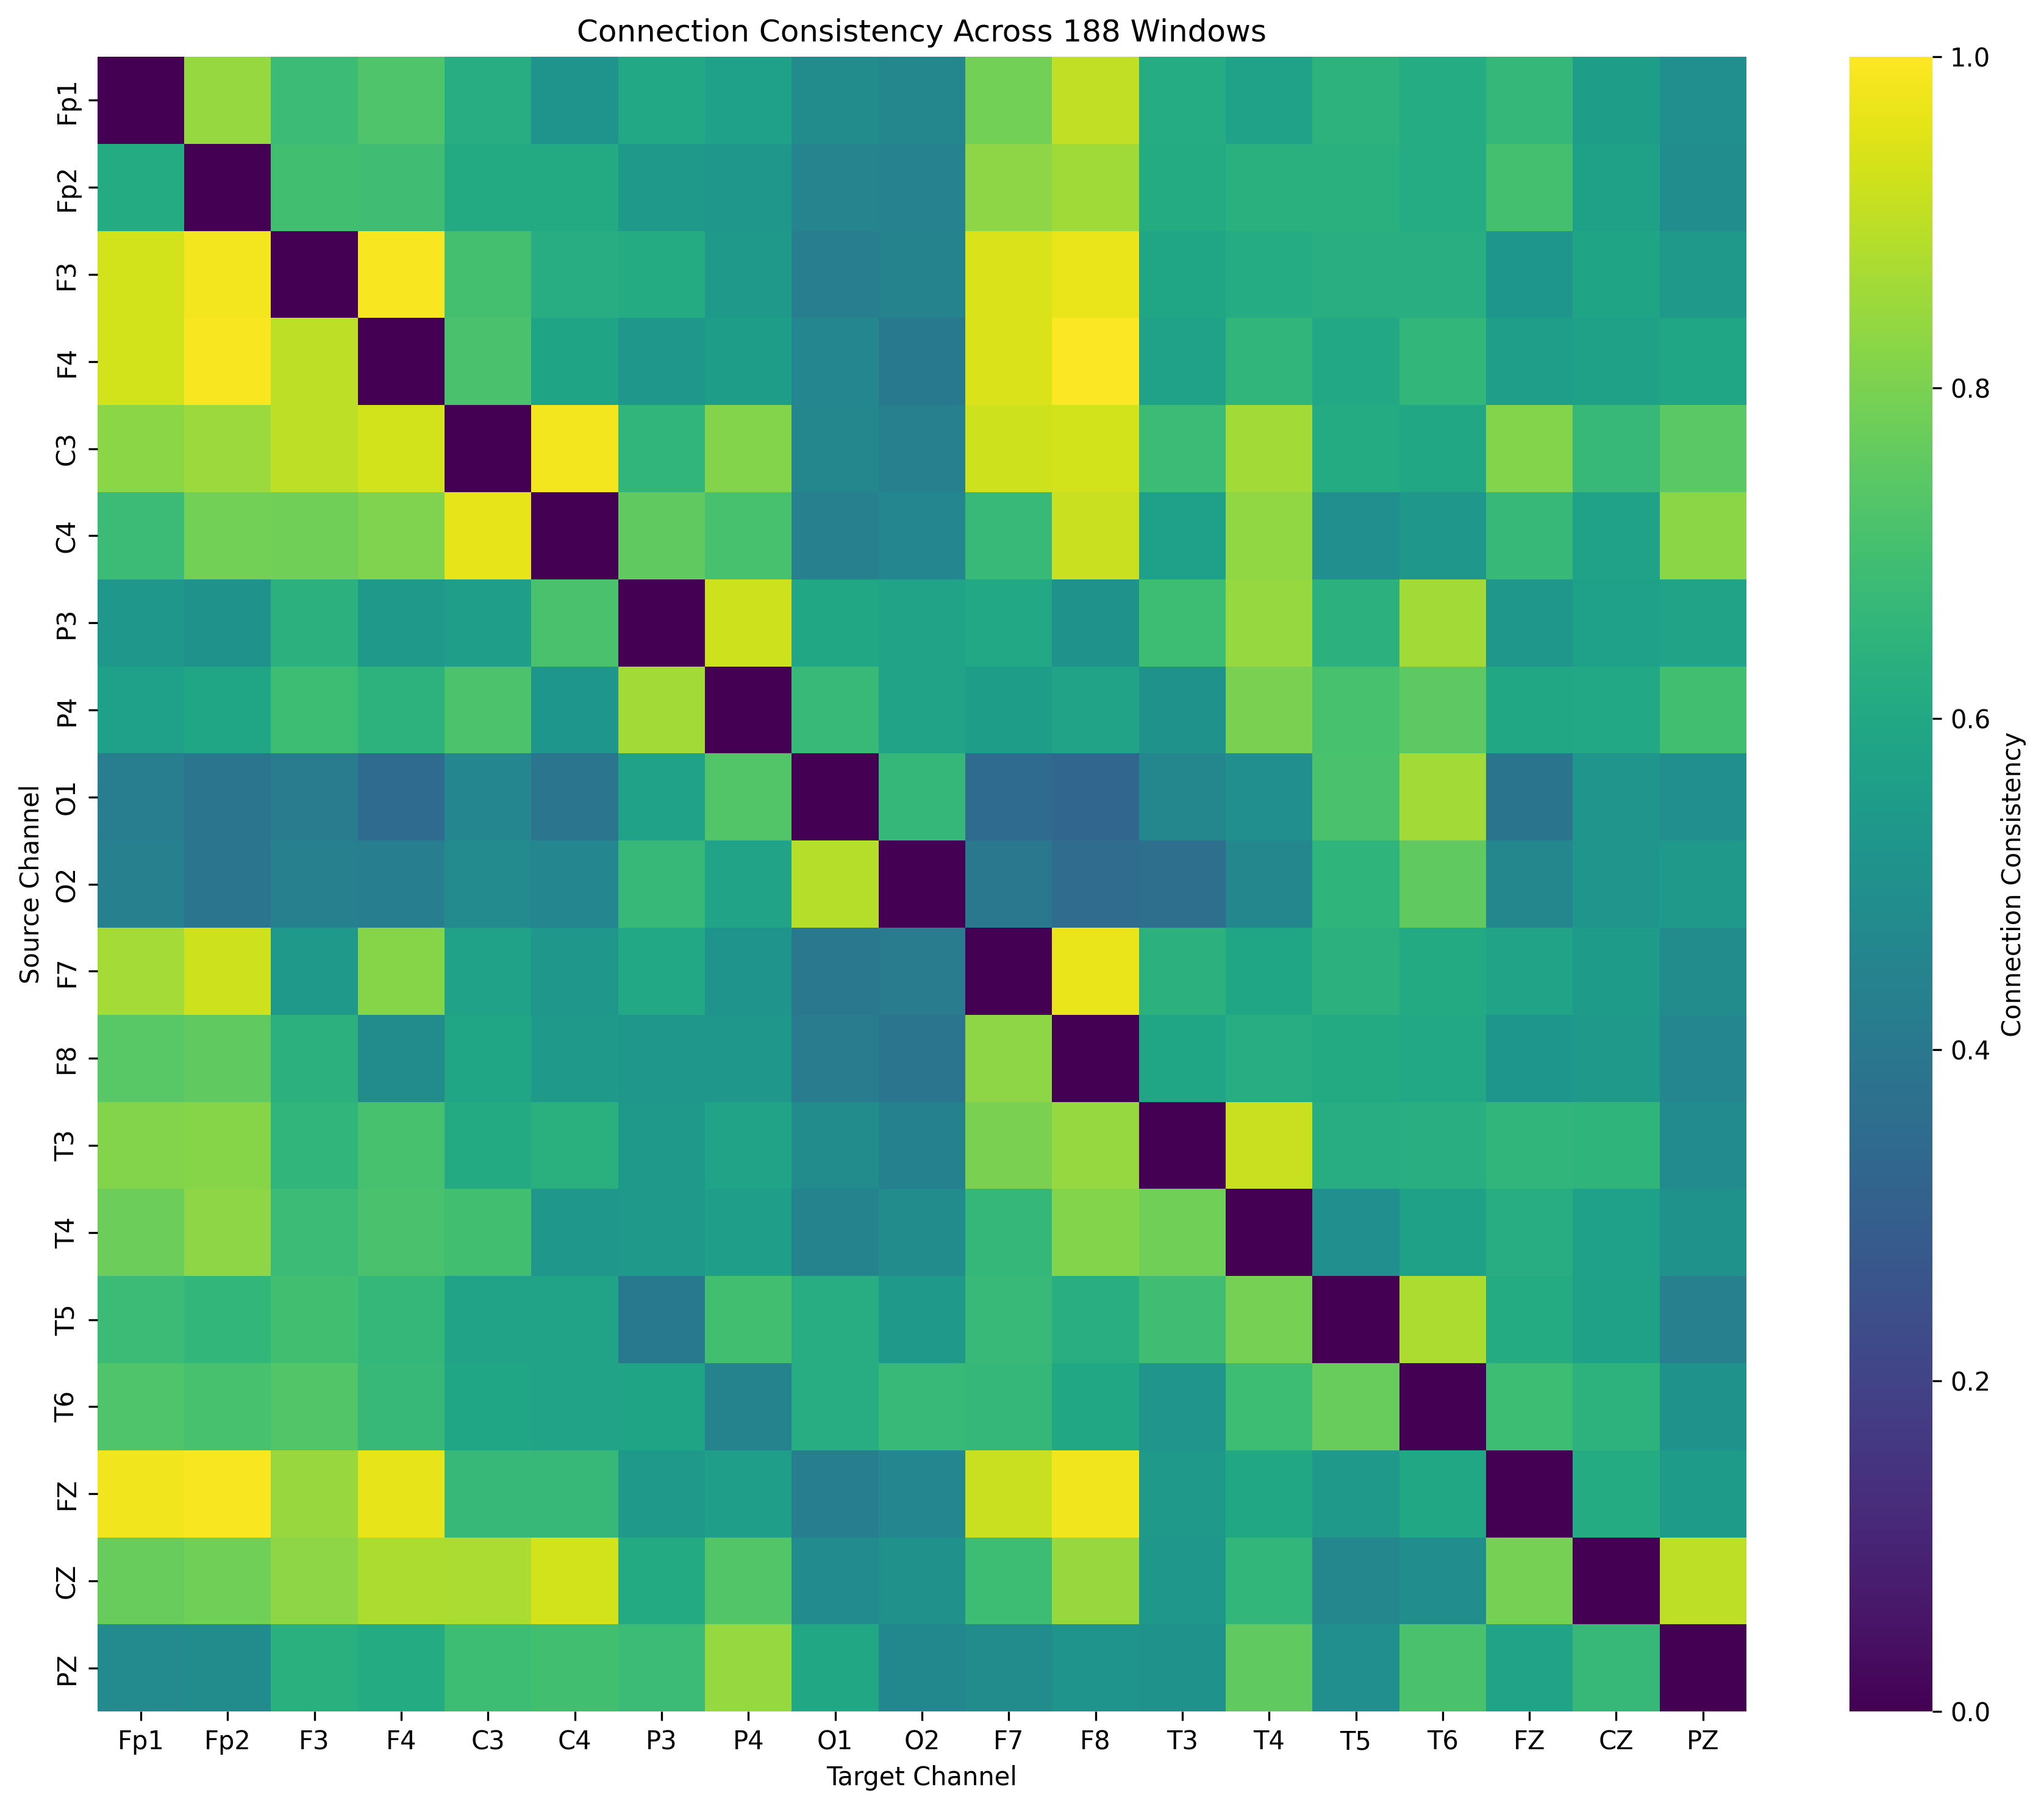 Connection Consistency Across 188 Windows
Source Channel
Fp1
Fp2
F3
F4
C3
C4
P3
P4
O1
O2
F7
F8
T3
T4
T5
T6
FZ
CZ
PZ
Fp1 Fp2 F3 F4 C3 C4 P3 P4 O1 O2 F7 F8 T3 T4 T5 T6 FZ CZ PZ
Target Channel
1.0
0.8
0.6
0.4
0.2
0.0
Connection Consistency